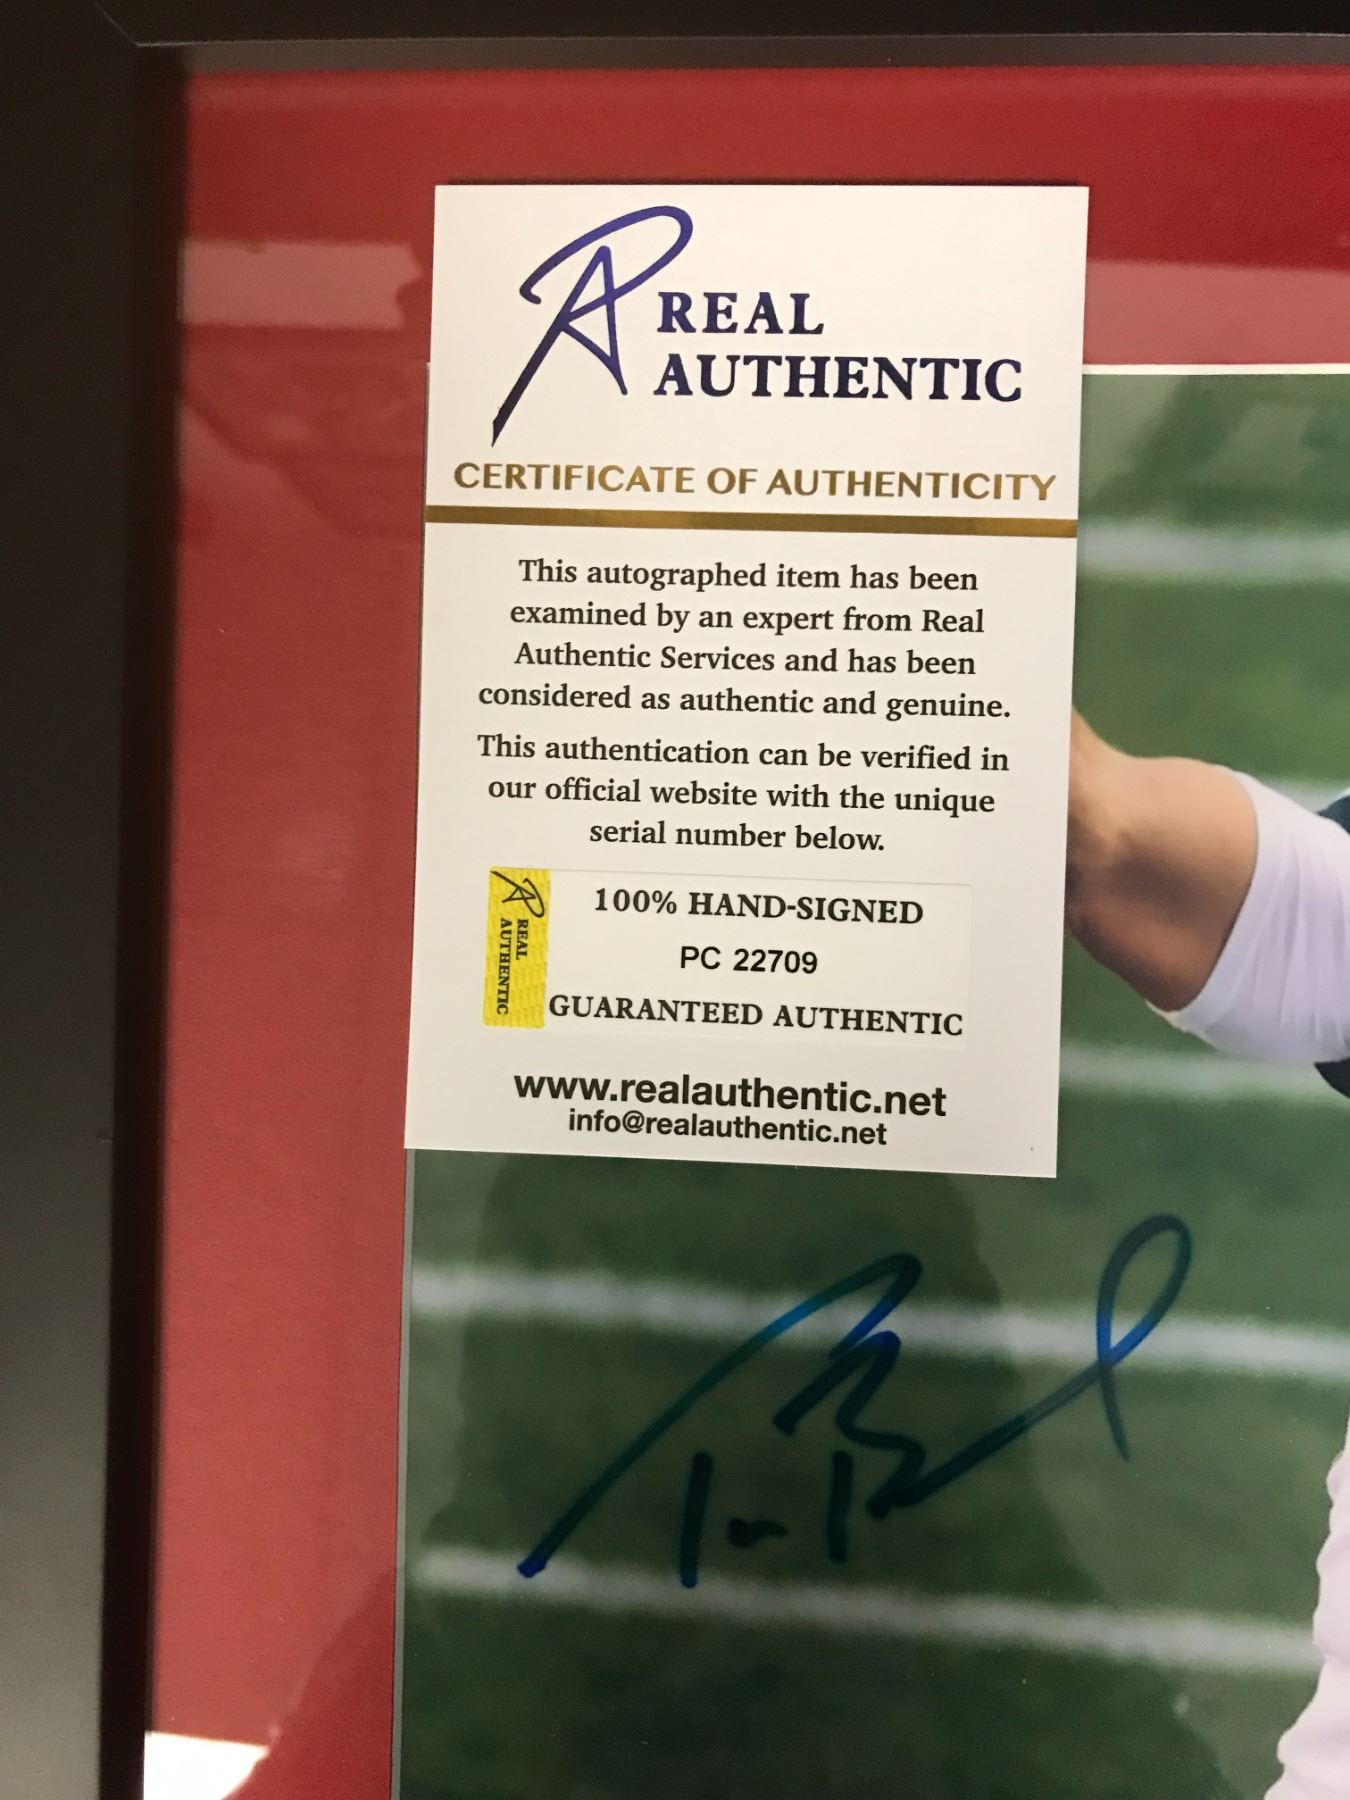 REAL
AUTHENTIC
CERTIFICATE OF AUTHENTICITY
This autographed item has been
examined by an expert from Real
Authentic Services and has been
considered as authentic and genuine.
This authentication can be verified in
our official website with the unique
serial number below.
REAL
AUTHENTIC
100% HAND-SIGNED
PC 22709
GUARANTEED AUTHENTIC
www.realauthentic.net
info@realauthentic.net